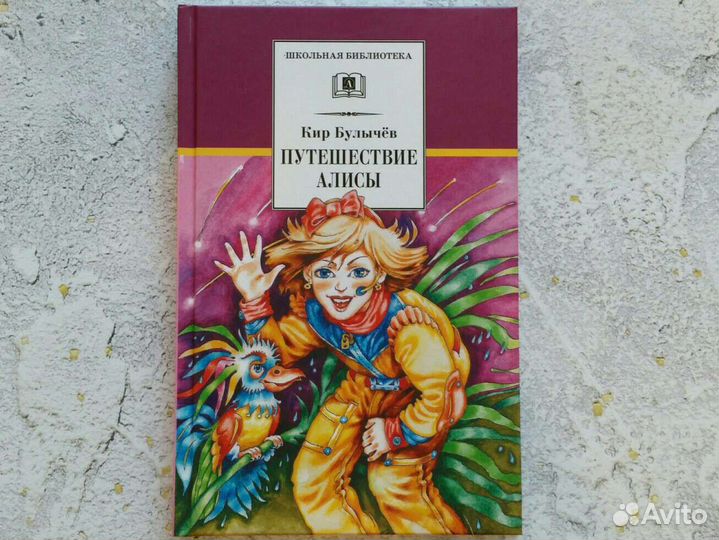 ШКОЛЬНАЯ БИБЛИОТЕКА
Кир Булычёв
ПУТЕШЕСТВИЕ
АЛИСЫ
Avito